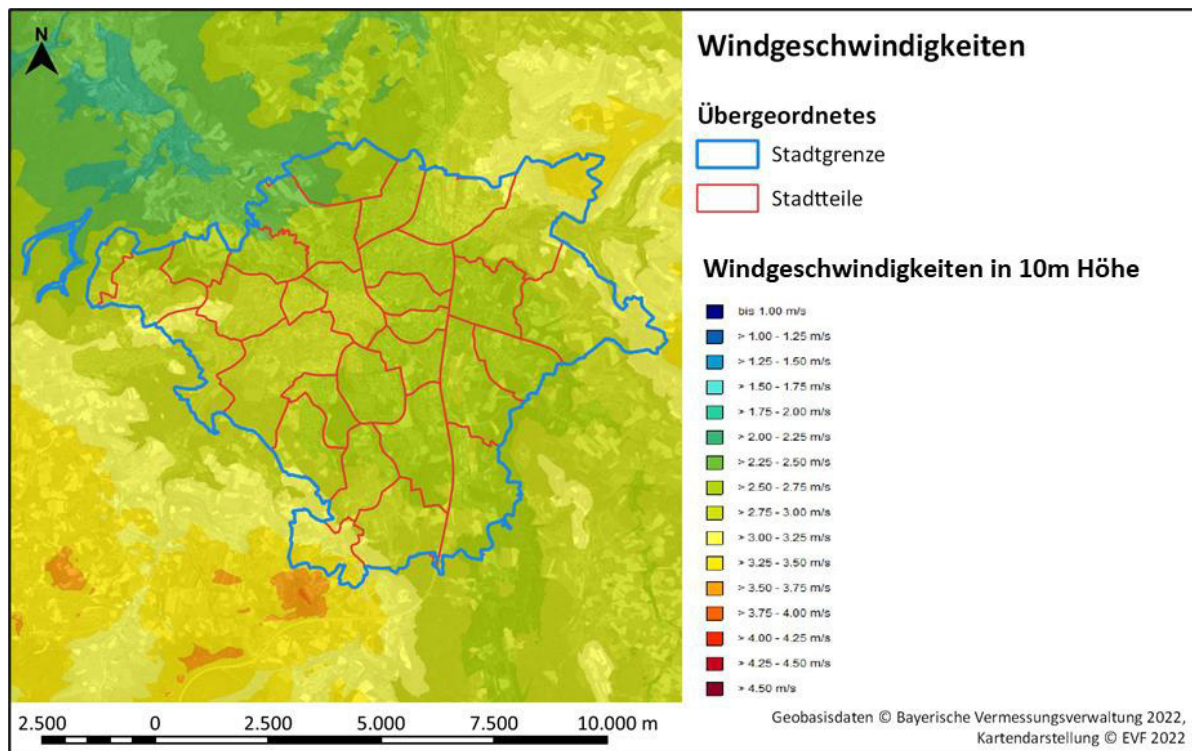 N
Windgeschwindigkeiten
Übergeordnetes
Stadtgrenze
Stadtteile
Windgeschwindigkeiten in 10m Höhe
bis 1.00 m/s
> 1.00 - 1.25 m/s
> 1.25 - 1.50 m/s
> 1.50 - 1.75 m/s
> 1.75 - 2.00 m/s
> 2.00 - 2.25 m/s
> 2.25 - 2.50 m/s
> 2.50 - 2.75 m/s
> 2.75 - 3.00 m/s
> 3.00 - 3.25 m/s
> 3.25 - 3.50 m/s
> 3.50 - 3.75 m/s
> 3.75 - 4.00 m/s
> 4.00 - 4.25 m/s
> 4.25 - 4.50 m/s
> 4.50 m/s
2.500 0 2.500 5.000 7.500 10.000 m
Geobasisdaten © Bayerische Vermessungsverwaltung 2022,
Kartendarstellung © EVF 2022